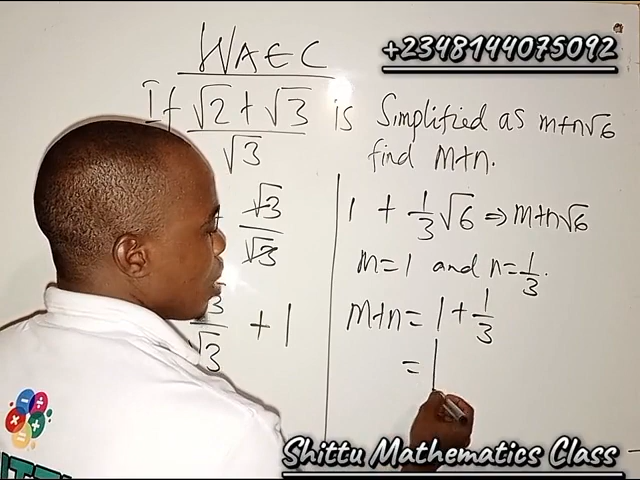 WAEC
+2348144075092
If √2 + √3 / √3 is Simplified as m+n√6
find m+n.
√3 / √3
√3 + 1
1 + 1/3 √6 ⇒ m+n√6
m=1 and n=1/3.
m+n = 1 + 1/3
= 1
Shittu Mathematics Class